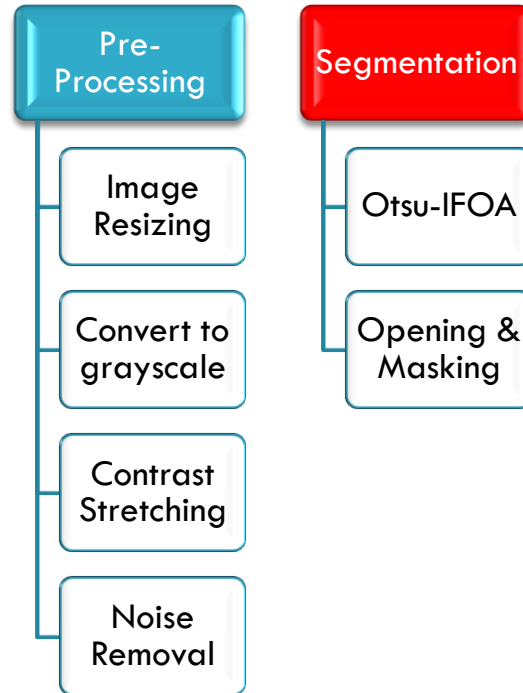 Pre-
Processing
Image
Resizing
Convert to
grayscale
Contrast
Stretching
Noise
Removal
Segmentation
Otsu-IFOA
Opening &
Masking